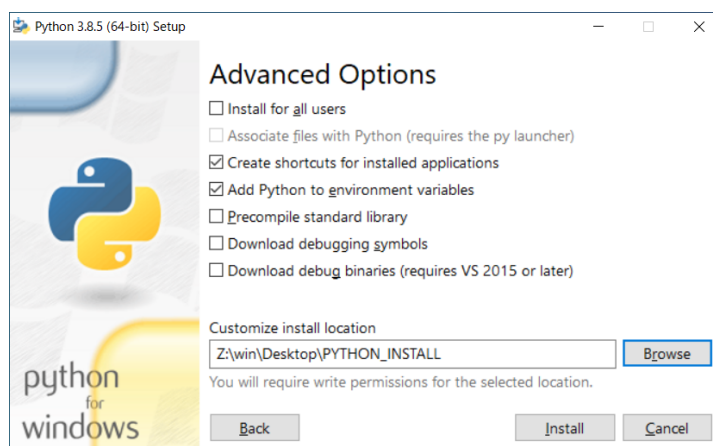 Python 3.8.5 (64-bit) Setup
Advanced Options
Install for all users
Associate files with Python (requires the py launcher)
Create shortcuts for installed applications
Add Python to environment variables
Precompile standard library
Download debugging symbols
Download debug binaries (requires VS 2015 or later)
Customize install location
Z:\win\Desktop\PYTHON_INSTALL
Browse
You will require write permissions for the selected location.
python
for
windows
Back
Install
Cancel